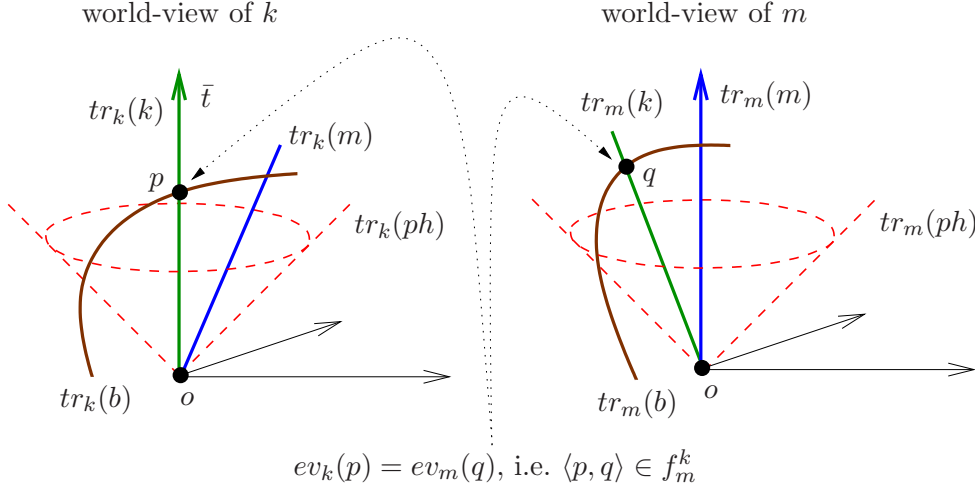 world-view of k
world-view of m
t̄
tr_k(k)
tr_k(m)
p
tr_k(ph)
tr_k(b)
o
tr_m(k)
tr_m(m)
q
tr_m(ph)
tr_m(b)
o
ev_k(p) = ev_m(q), i.e. ⟨p, q⟩ ∈ f_m^k